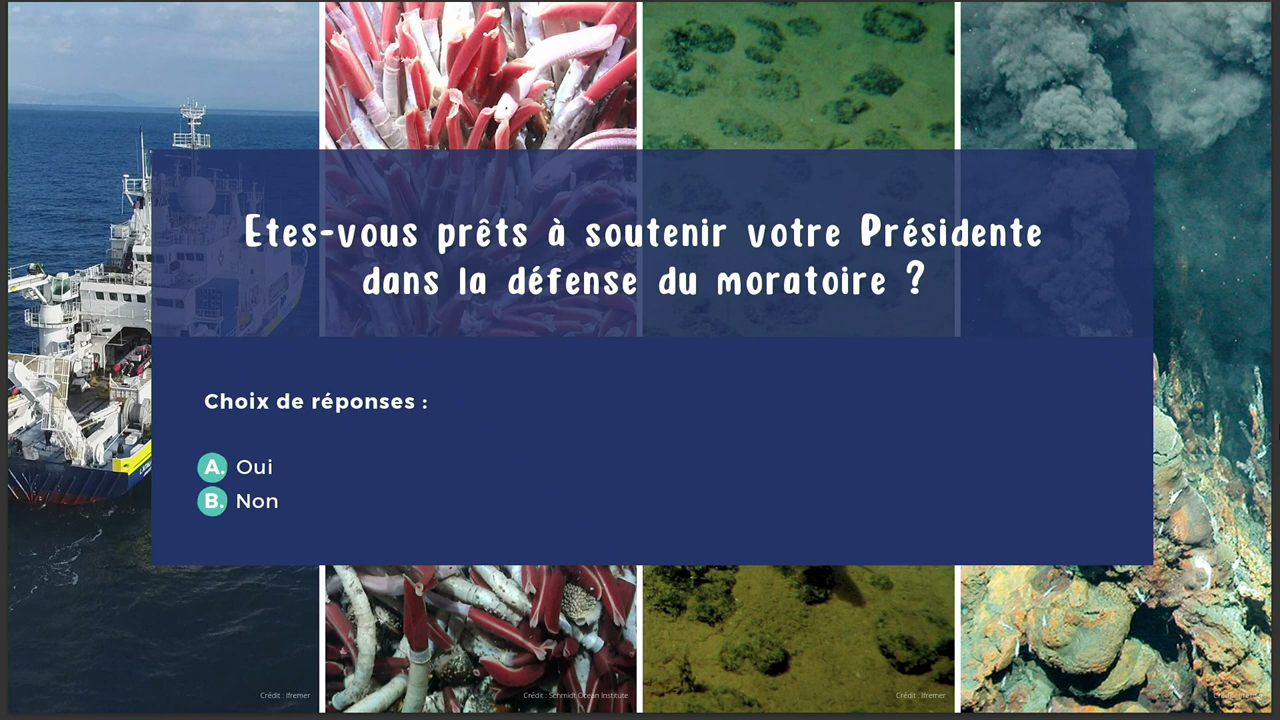 Etes-vous prêts à soutenir votre Présidente
dans la défense du moratoire ?
Choix de réponses :
A. Oui
B. Non
Crédit : Ifremer
Crédit : Schmidt Ocean Institute
Crédit : Ifremer